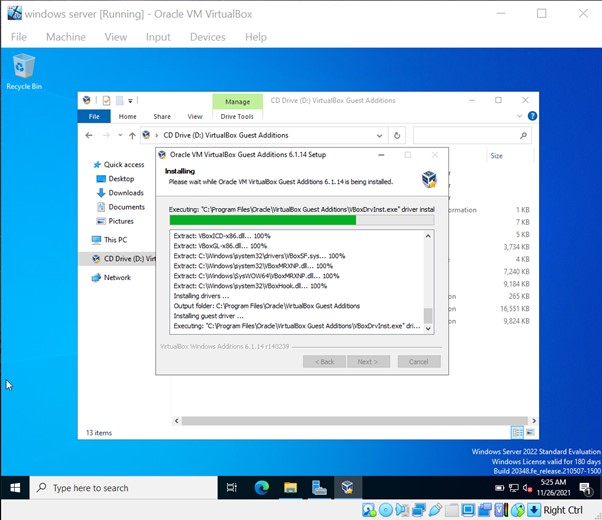 windows server [Running] - Oracle VM VirtualBox
File Machine View Input Devices Help
Recycle Bin
Manage
CD Drive (D:) VirtualBox Guest Additions
File Home Share View Drive Tools
CD Drive (D:) VirtualBox Guest Additions
Quick access
Desktop
Downloads
Documents
Pictures
This PC
CD Drive (D:) Virt
Network
Size
ormation 1 KB
7 KB
5 KB
on 3,734 KB
on 4 KB
on 7,240 KB
9,184 KB
on 265 KB
on 16,551 KB
on 9,824 KB
Oracle VM VirtualBox Guest Additions 6.1.14 Setup
Installing
Please wait while Oracle VM VirtualBox Guest Additions 6.1.14 is being installed.
Executing: "C:\Program Files\Oracle\VirtualBox Guest Additions\VBoxDrvInst.exe" driver instal
Extract: VBoxICD-x86.dll... 100%
Extract: VBoxGL-x86.dll... 100%
Extract: C:\Windows\system32\drivers\VBoxSF.sys... 100%
Extract: C:\Windows\system32\VBoxMRXNP.dll... 100%
Extract: C:\Windows\SysWOW64\VBoxMRXNP.dll... 100%
Extract: C:\Windows\system32\VBoxHook.dll... 100%
Installing drivers ...
Output folder: C:\Program Files\Oracle\VirtualBox Guest Additions
Installing guest driver ...
Executing: "C:\Program Files\Oracle\VirtualBox Guest Additions\VBoxDrvInst.exe" dri...
VirtualBox Windows Additions 6.1.14 r140239
< Back Next > Cancel
13 items
Windows Server 2022 Standard Evaluation
Windows License valid for 180 days
Build 20348.fe_release.210507-1500
Type here to search
5:25 AM
11/26/2021
1
Right Ctrl